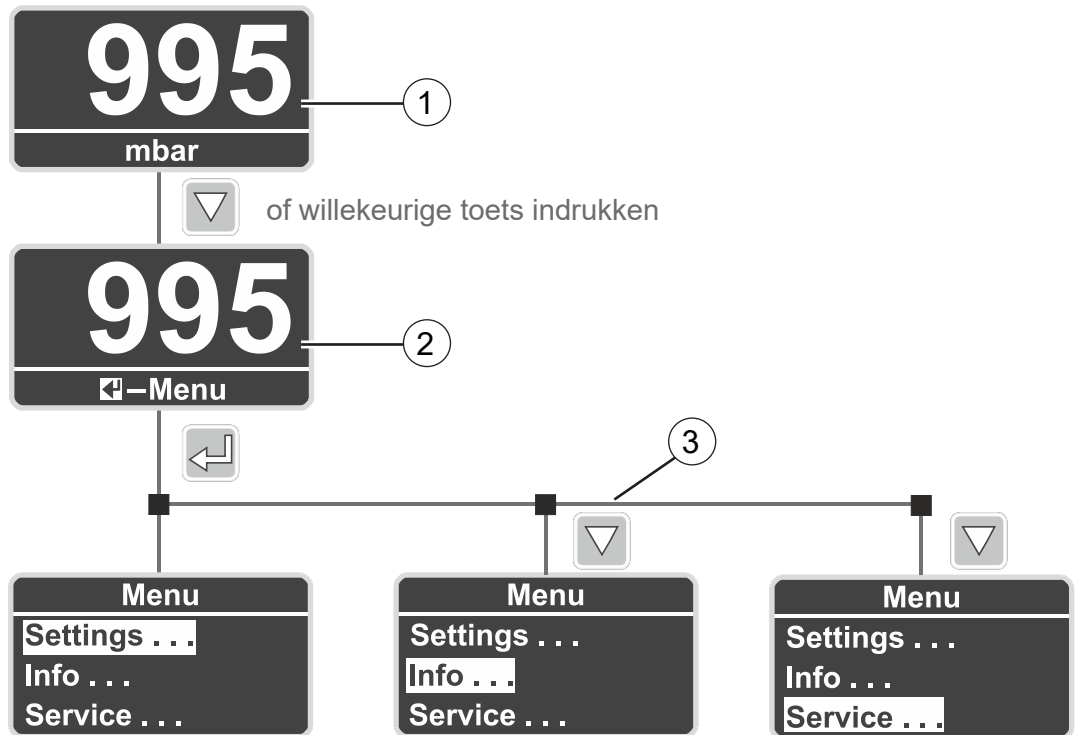 995
1
mbar
of willekeurige toets indrukken
995
2
–Menu
3
Menu
Settings . . .
Info . . .
Service . . .
Menu
Settings . . .
Info . . .
Service . . .
Menu
Settings . . .
Info . . .
Service . . .